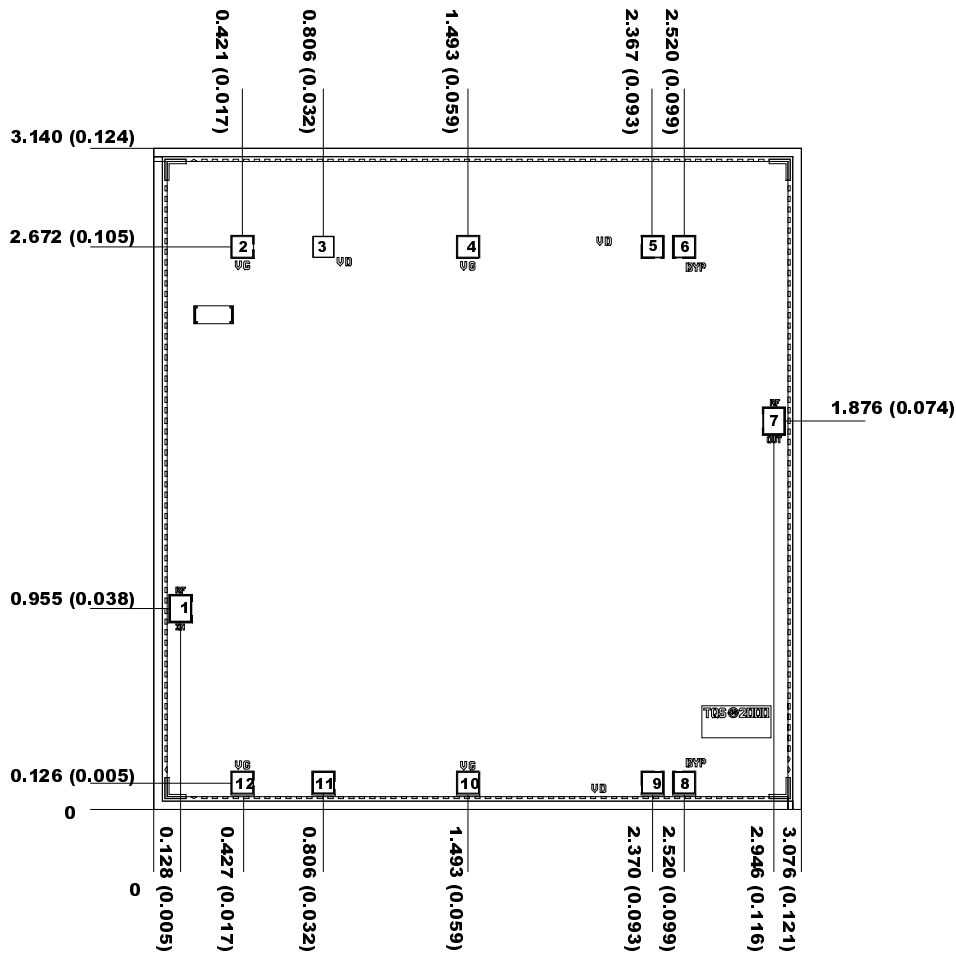 0.421 (0.017)
0.806 (0.032)
1.493 (0.059)
2.367 (0.093)
2.520 (0.099)
3.140 (0.124)
2.672 (0.105)
2
3
4
5
6
VG
VD
VG
VD
BYP
RF
7
OUT
1.876 (0.074)
RF
0.955 (0.038)
1
IN
TQS©2000
VG
VG
VD
BYP
0.126 (0.005)
12
11
10
9
8
0
0
0.128 (0.005)
0.427 (0.017)
0.806 (0.032)
1.493 (0.059)
2.370 (0.093)
2.520 (0.099)
2.946 (0.116)
3.076 (0.121)